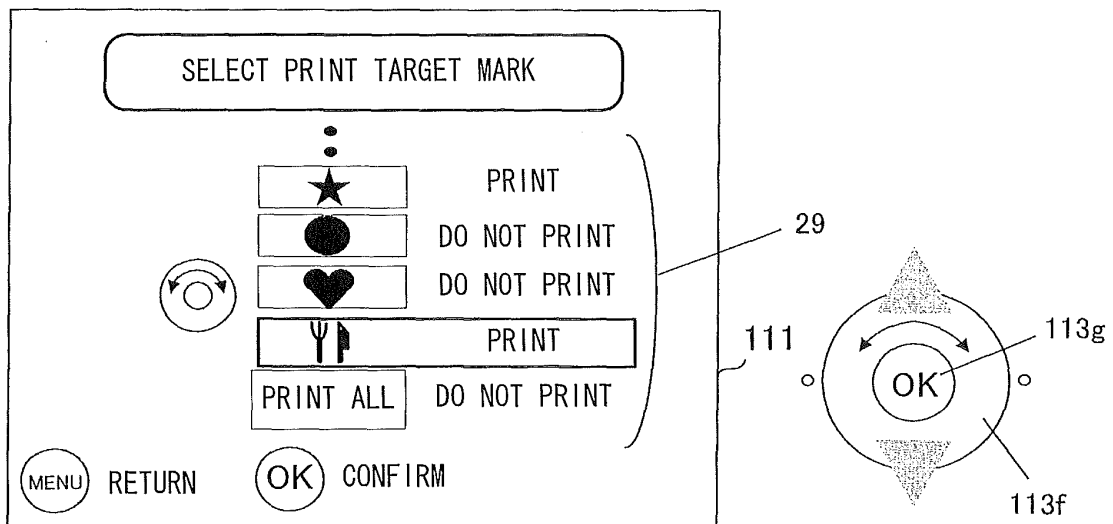 SELECT PRINT TARGET MARK
PRINT
DO NOT PRINT
DO NOT PRINT
PRINT
PRINT ALL DO NOT PRINT
MENU RETURN OK CONFIRM
29
111
OK
113g
113f